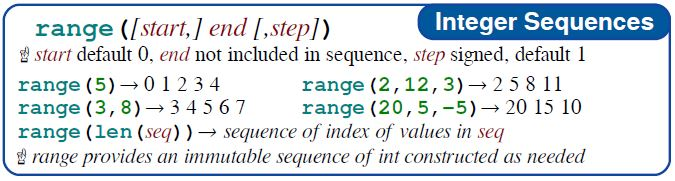 Integer Sequences
range([start,] end [,step])
☝ start default 0, end not included in sequence, step signed, default 1
range(5)→ 0 1 2 3 4 range(2,12,3)→ 2 5 8 11
range(3,8)→ 3 4 5 6 7 range(20,5,-5)→ 20 15 10
range(len(seq))→ sequence of index of values in seq
☝ range provides an immutable sequence of int constructed as needed